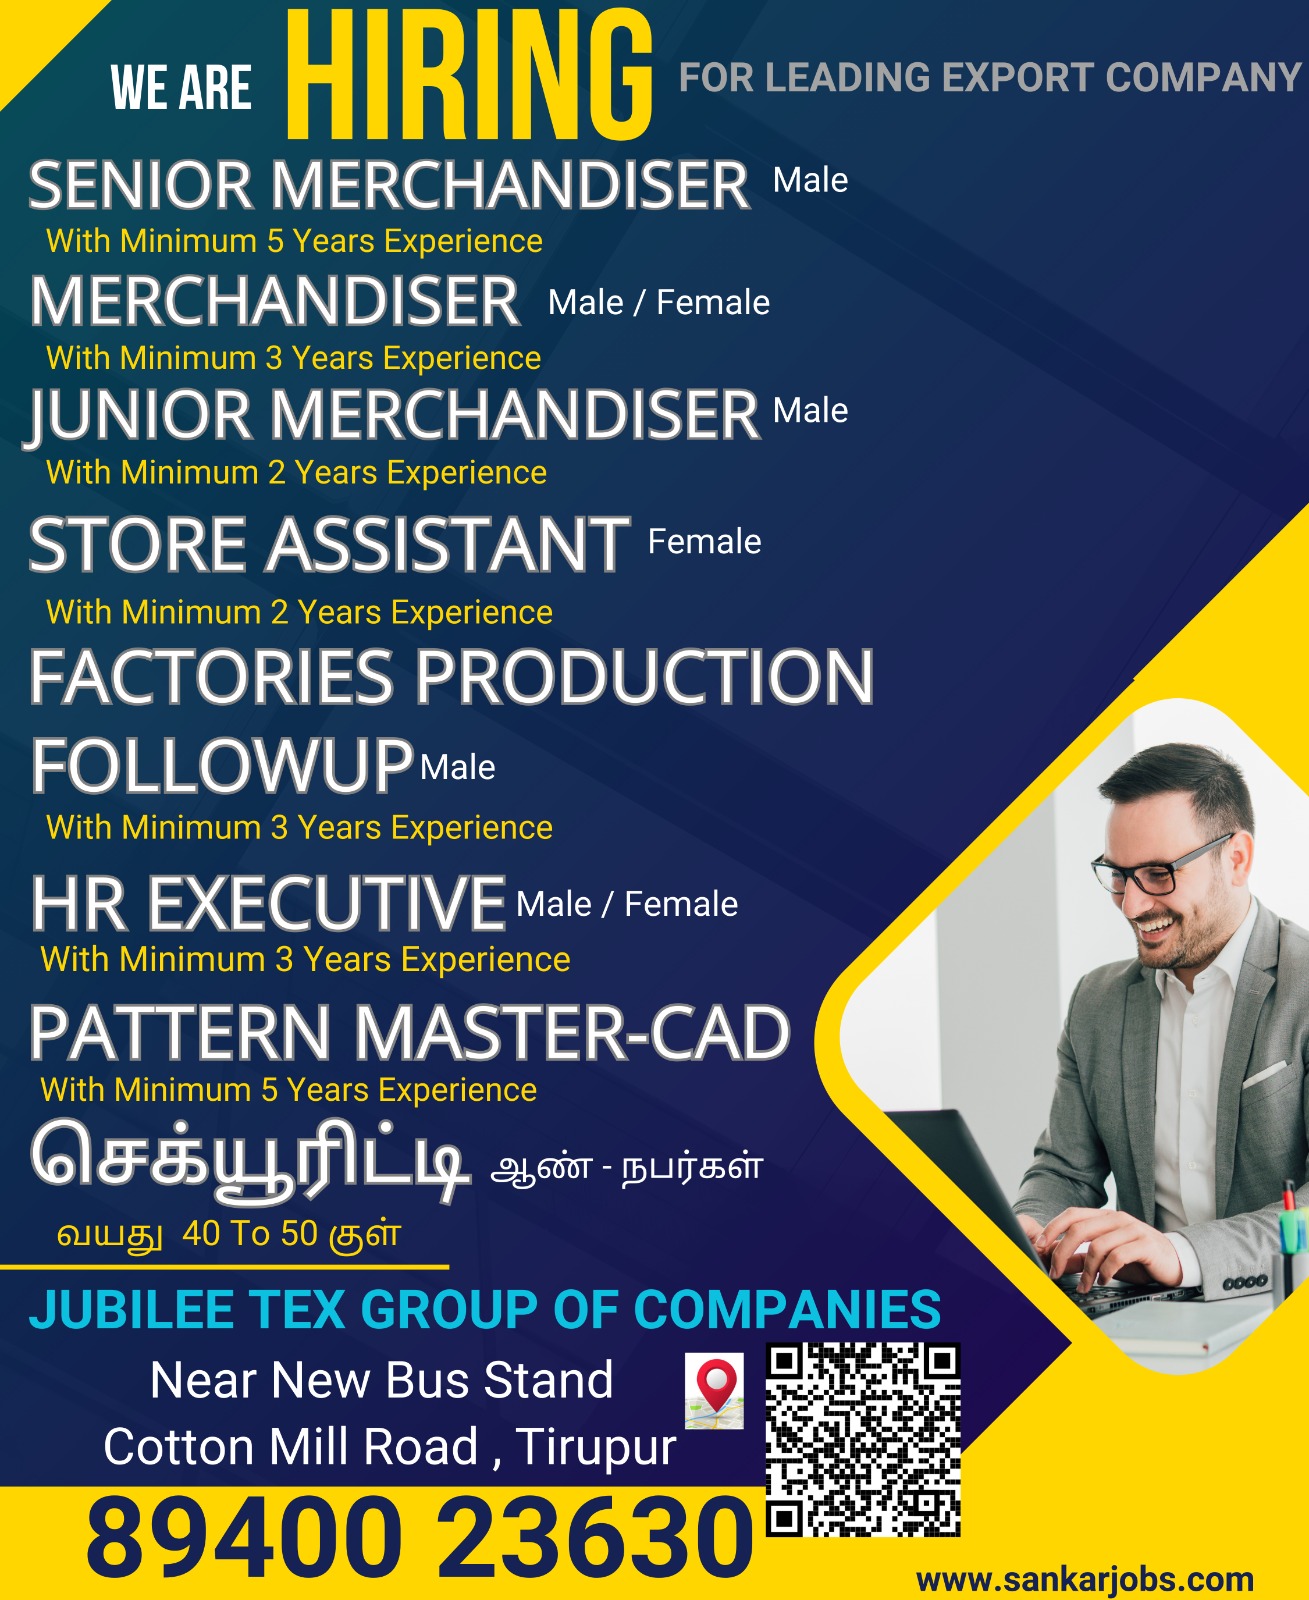 WE ARE HIRING FOR LEADING EXPORT COMPANY
SENIOR MERCHANDISER Male
With Minimum 5 Years Experience
MERCHANDISER Male / Female
With Minimum 3 Years Experience
JUNIOR MERCHANDISER Male
With Minimum 2 Years Experience
STORE ASSISTANT Female
With Minimum 2 Years Experience
FACTORIES PRODUCTION
FOLLOWUP Male
With Minimum 3 Years Experience
HR EXECUTIVE Male / Female
With Minimum 3 Years Experience
PATTERN MASTER-CAD
With Minimum 5 Years Experience
செக்யூரிட்டி ஆண் - நபர்கள்
வயது 40 To 50 குள்
JUBILEE TEX GROUP OF COMPANIES
Near New Bus Stand
Cotton Mill Road , Tirupur
89400 23630
www.sankarjobs.com